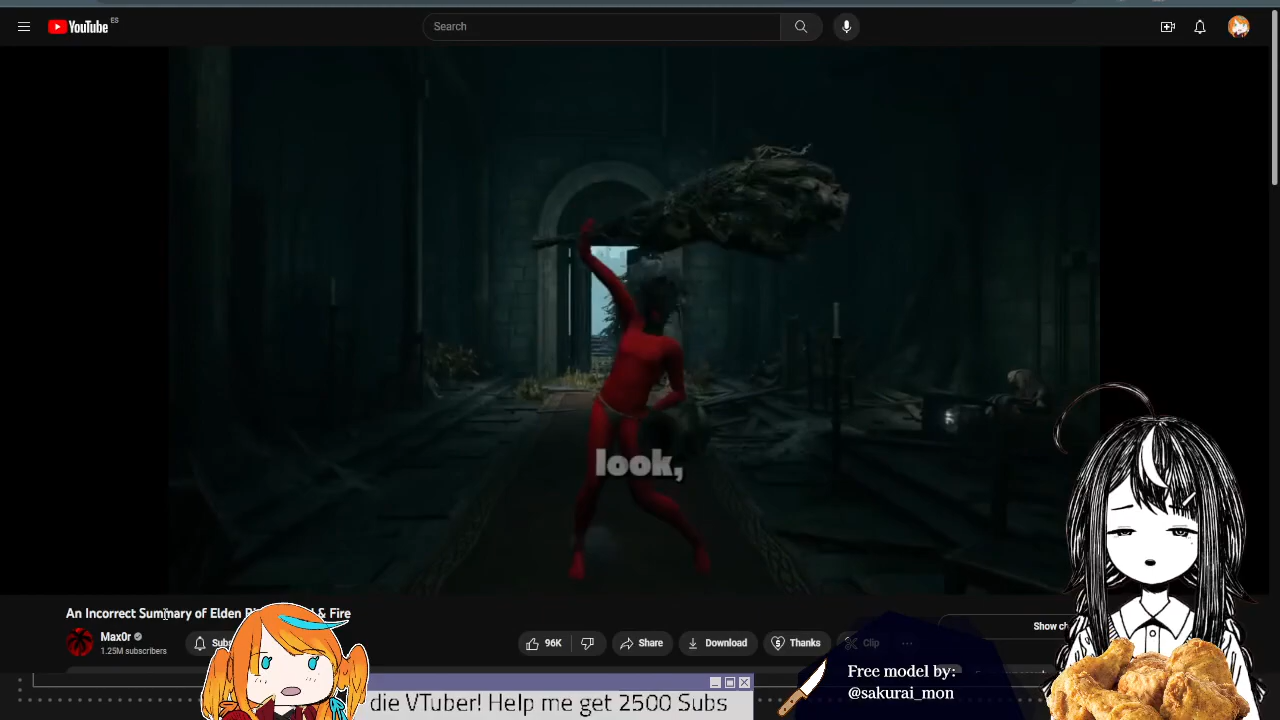 YouTube ES
Search
look,
An Incorrect Summary of Elden & Fire
Max0r
1.25M subscribers
96K
Share
Download
Thanks
Clip
Show
Free model by:
@sakurai_mon
die VTuber! Help me get 2500 Subs